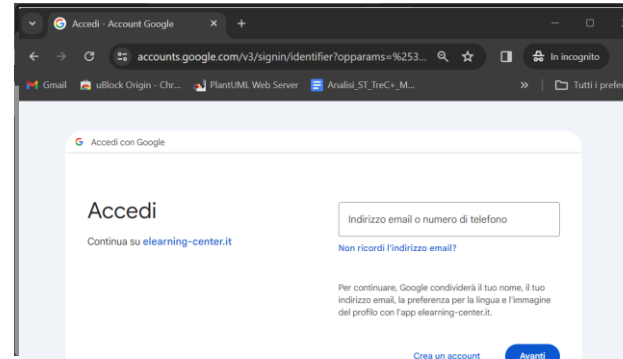 Accedi - Account Google
accounts.google.com/v3/signin/identifier?opparams=%253...
In incognito
Gmail
uBlock Origin - Chr...
PlantUML Web Server
Analisi_ST_TreC+_M...
»
Tutti i prefer
Accedi con Google
Accedi
Continua su elearning-center.it
Indirizzo email o numero di telefono
Non ricordi l'indirizzo email?
Per continuare, Google condividerà il tuo nome, il tuo
indirizzo email, la preferenza per la lingua e l'immagine
del profilo con l'app elearning-center.it.
Crea un account
Avanti